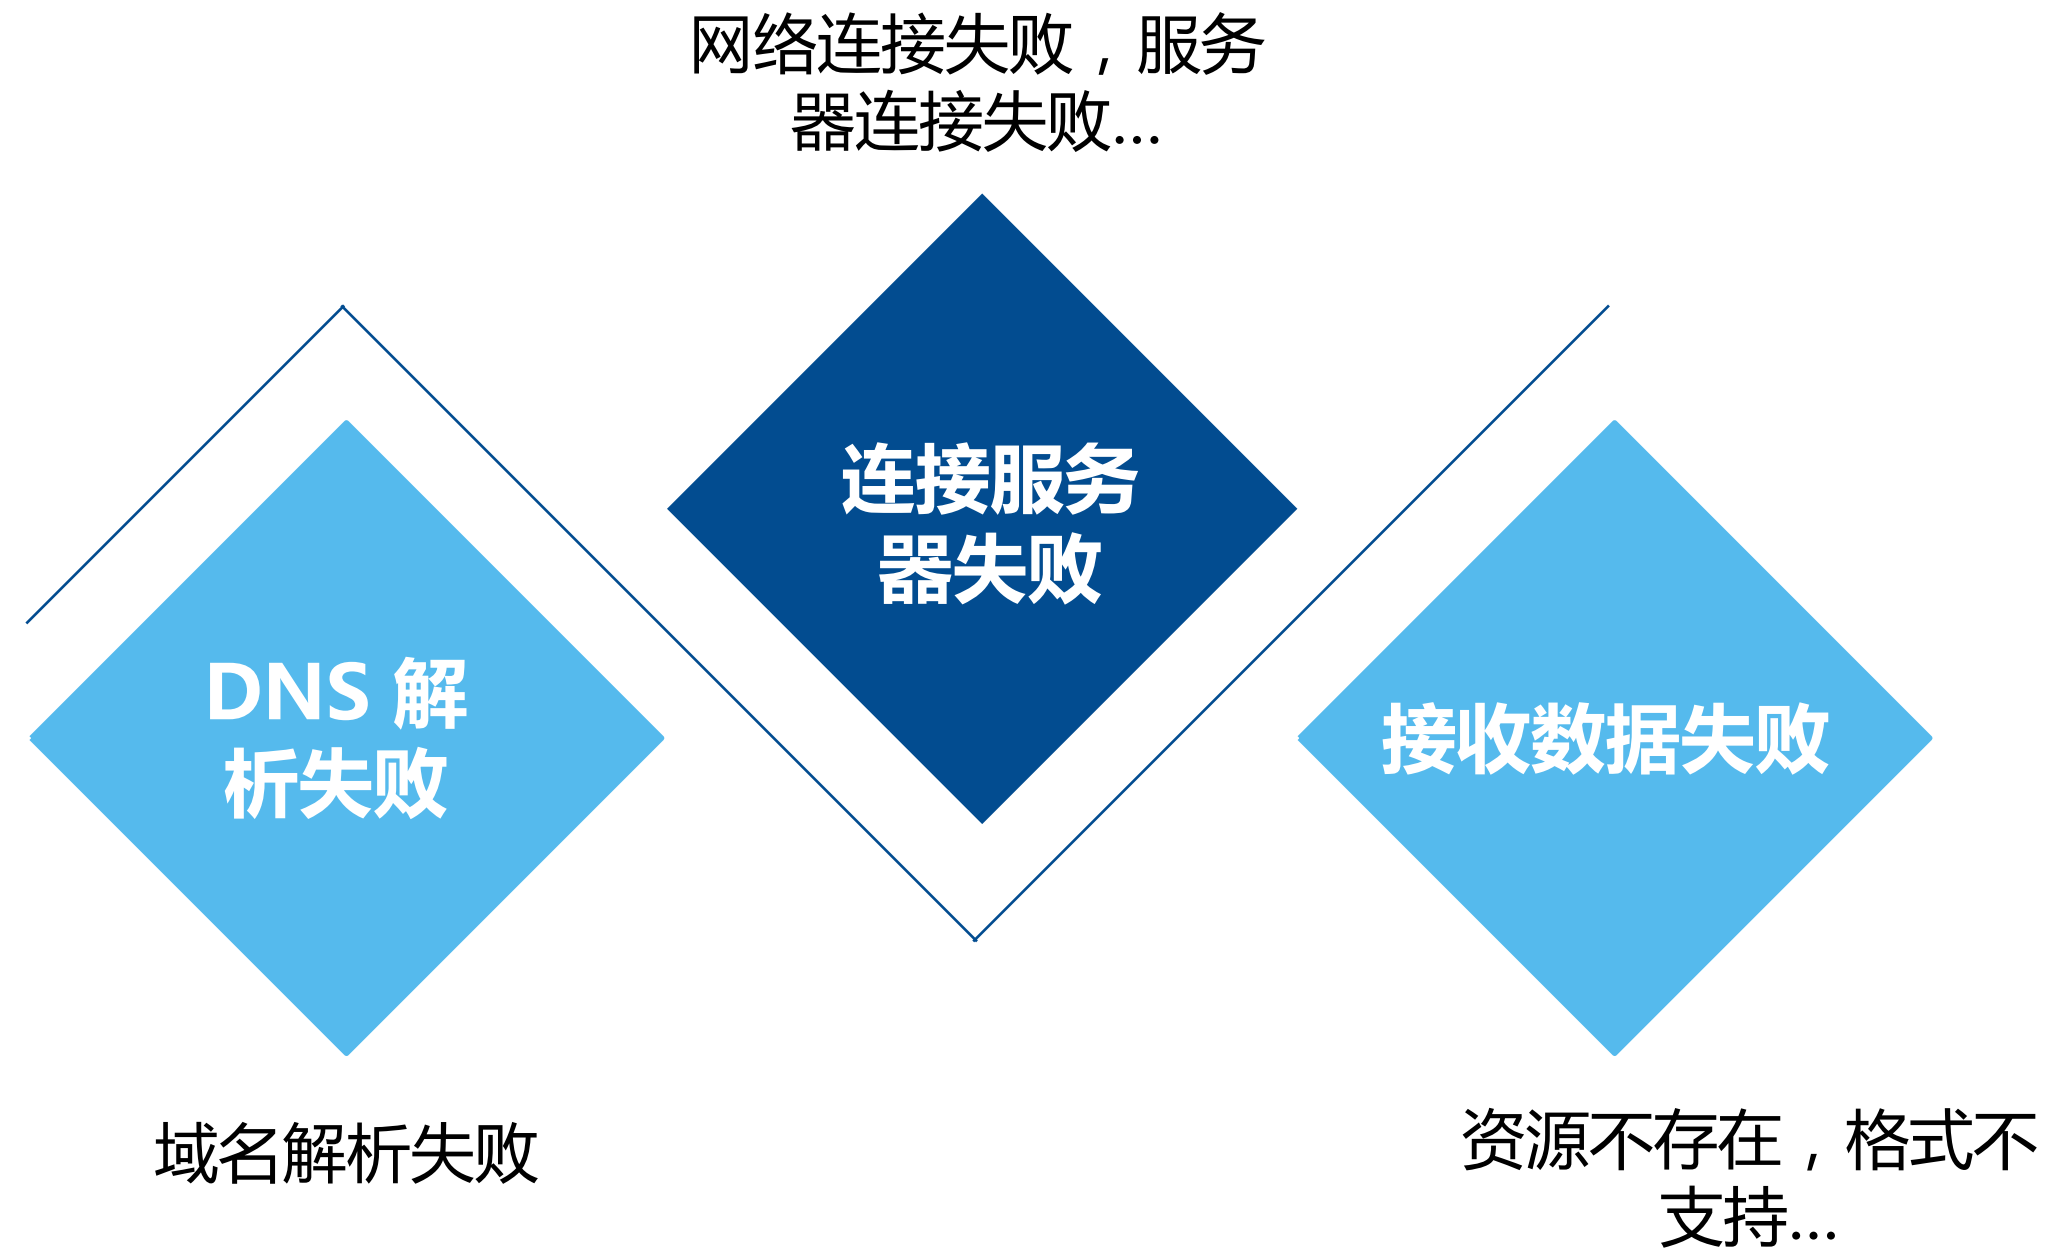 网络连接失败，服务
器连接失败...
连接服务
器失败
DNS 解
析失败
接收数据失败
域名解析失败
资源不存在，格式不
支持...